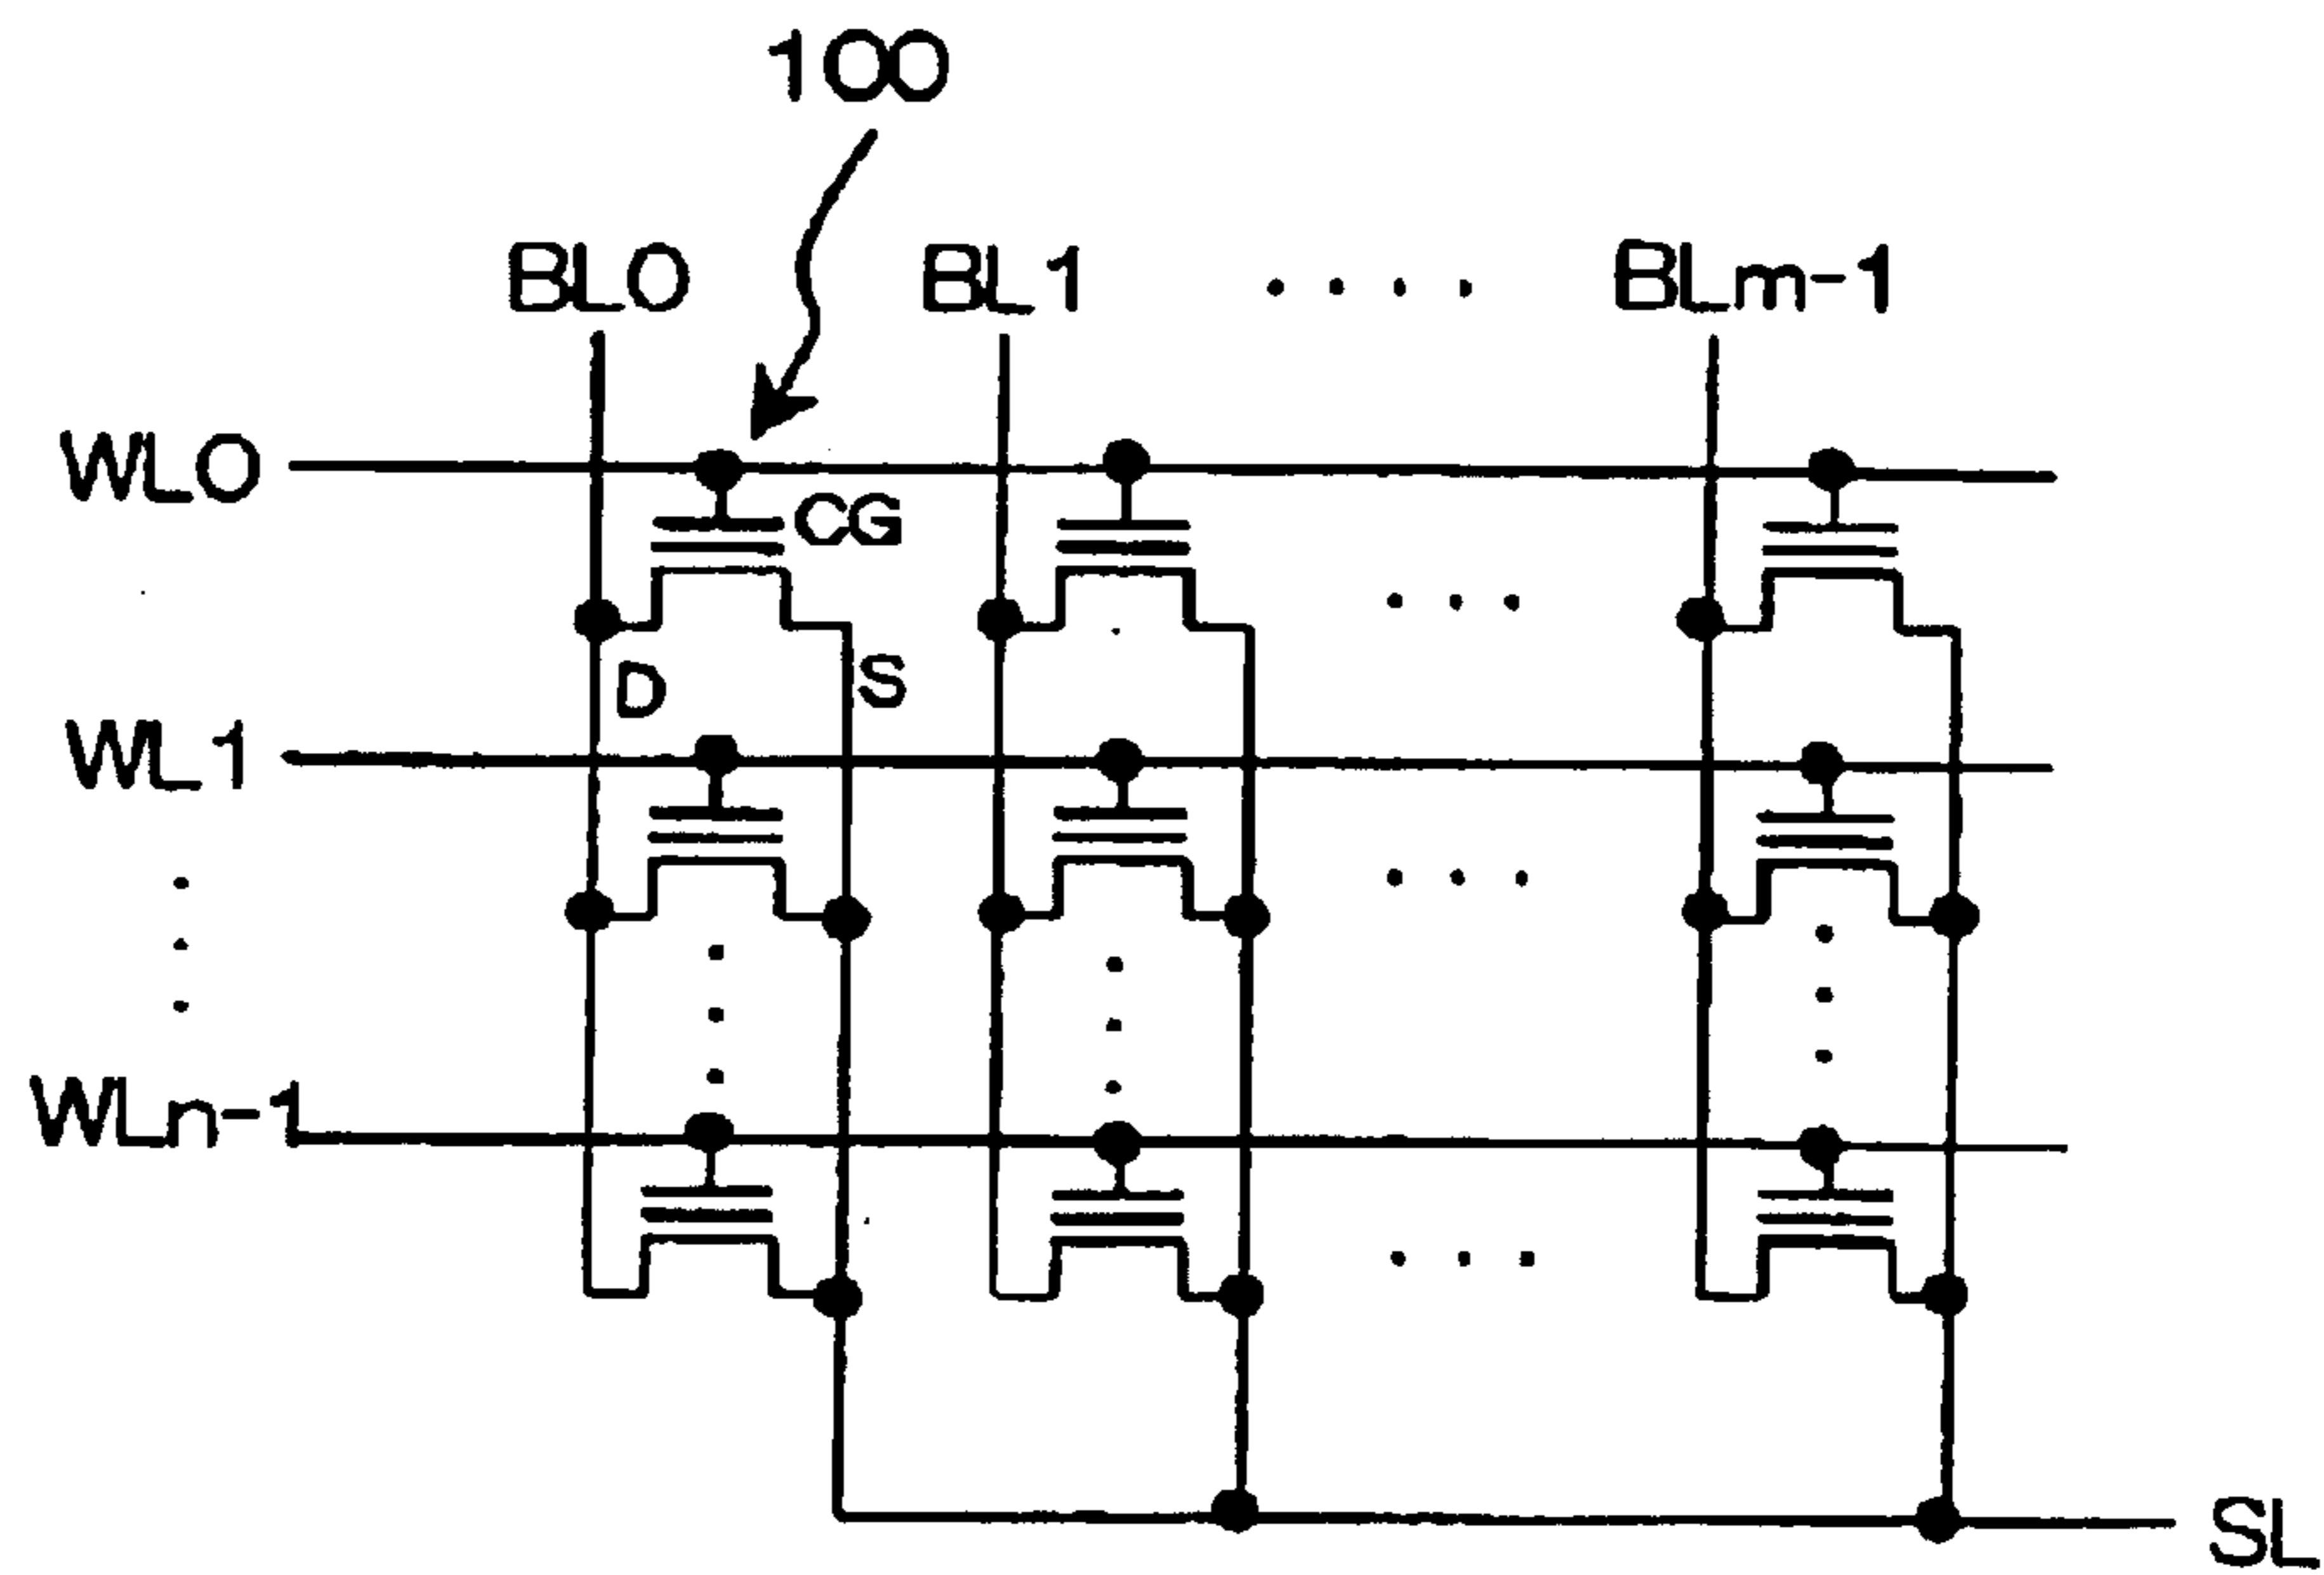 100
BL0 BL1 . . . . BLm-1
WL0
CG
D S
WL1
WLn-1
SL